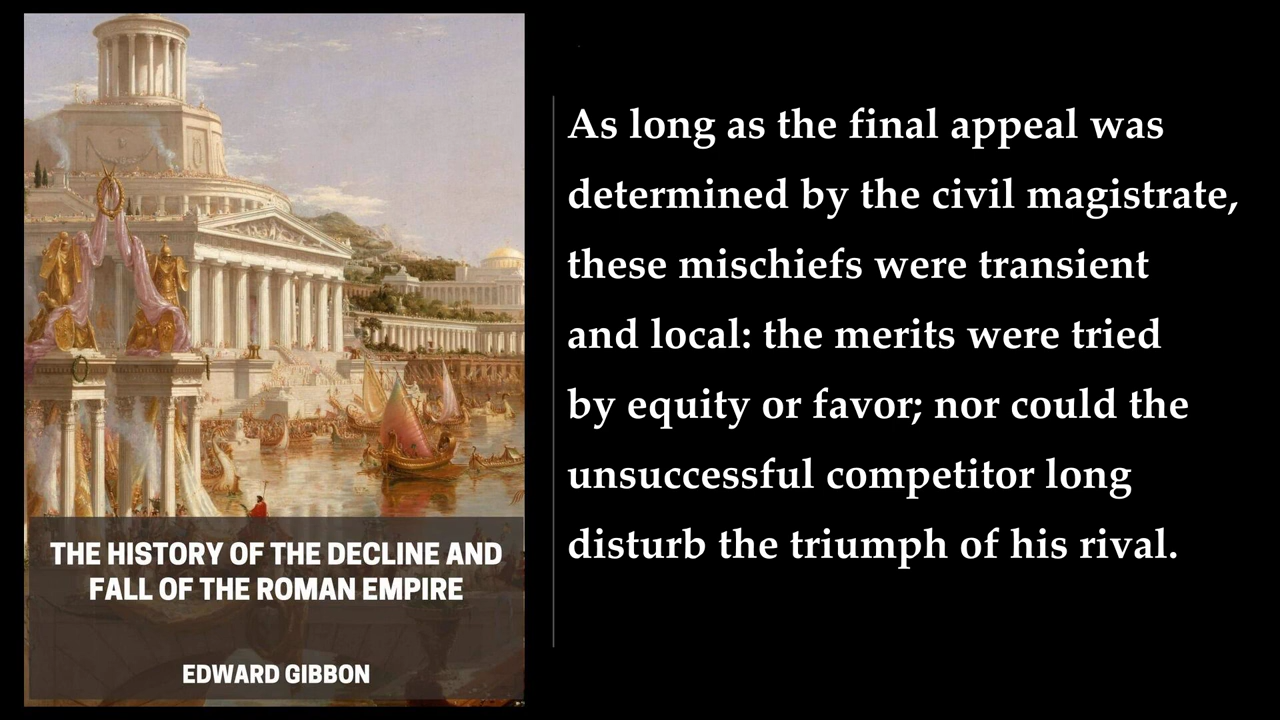 THE HISTORY OF THE DECLINE AND
FALL OF THE ROMAN EMPIRE
EDWARD GIBBON
As long as the final appeal was
determined by the civil magistrate,
these mischiefs were transient
and local: the merits were tried
by equity or favor; nor could the
unsuccessful competitor long
disturb the triumph of his rival.